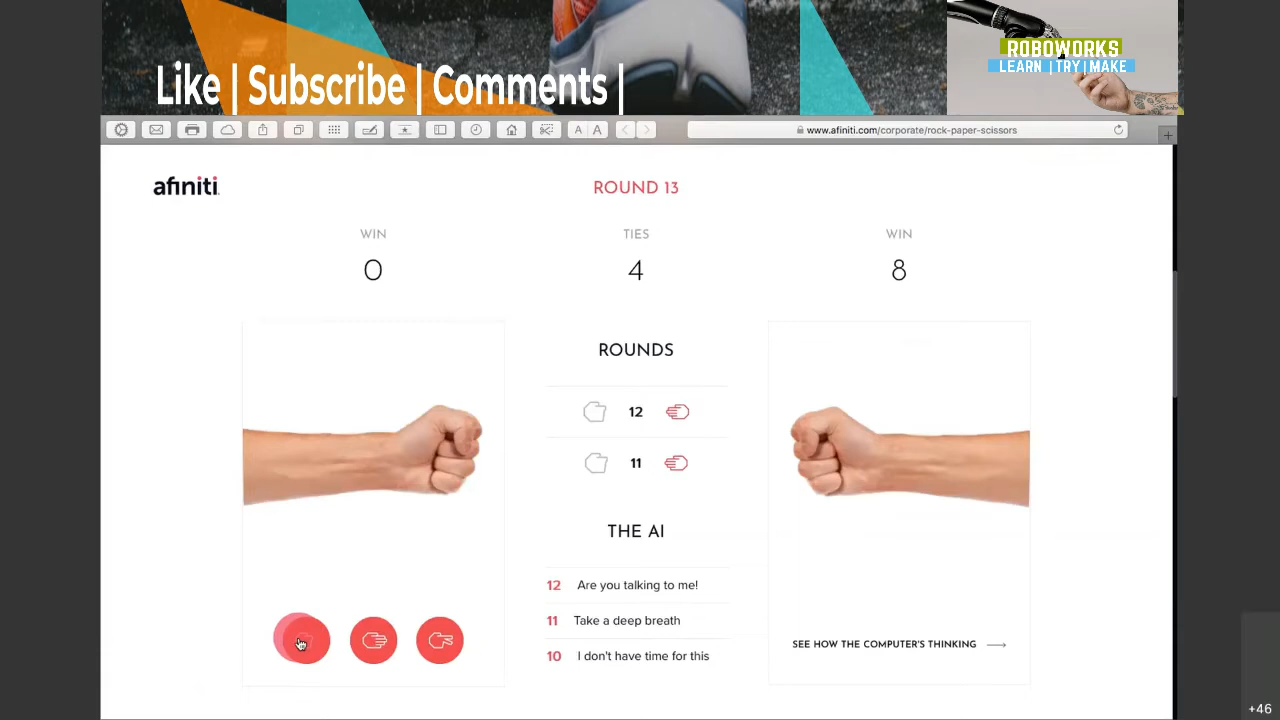 Like | Subscribe | Comments |
ROBOWORKS
LEARN | TRY | MAKE
A A
www.afiniti.com/corporate/rock-paper-scissors
afiniti
ROUND 13
WIN
TIES
WIN
0
4
8
ROUNDS
12
11
THE AI
12 Are you talking to me!
11 Take a deep breath
10 I don't have time for this
SEE HOW THE COMPUTER'S THINKING
+46